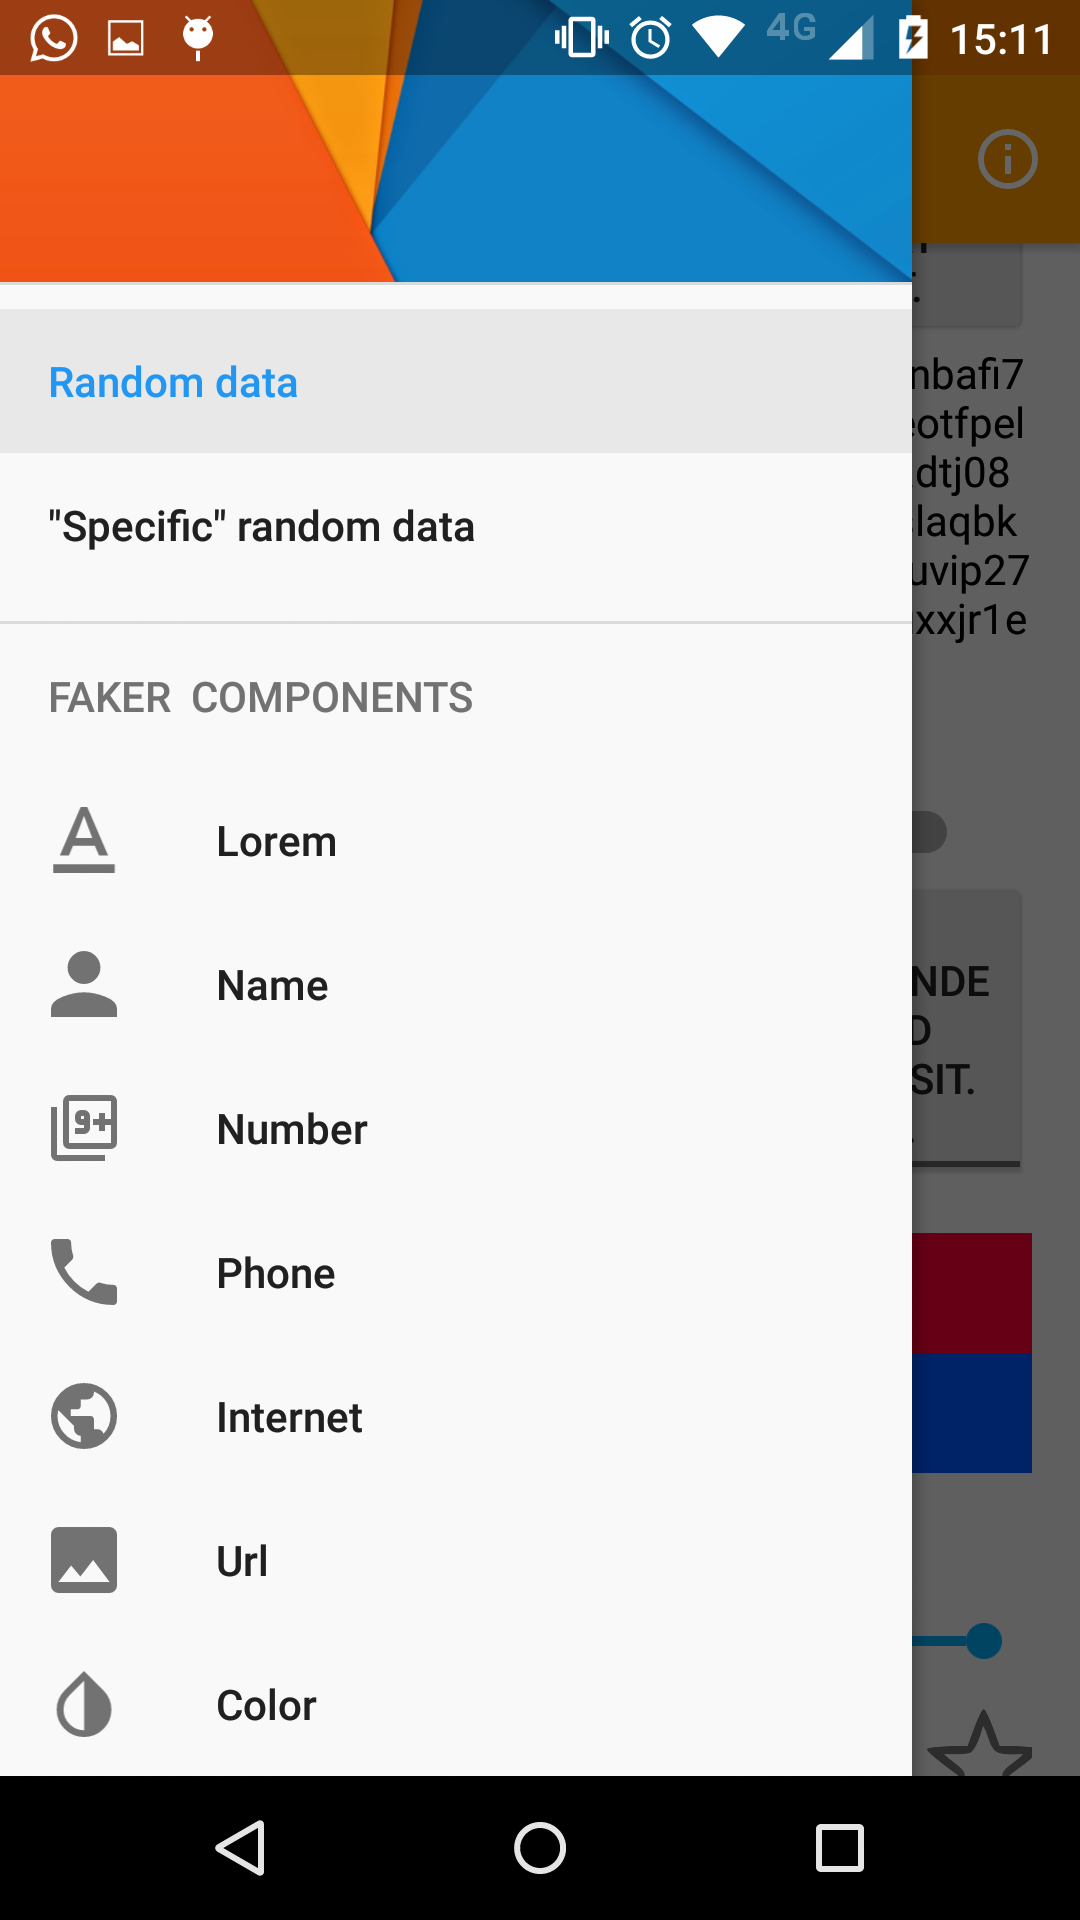 4G 15:11
nbafi7
Random data
otfpel
dtj08
"Specific" random data
laqbk
uvip27
xxjr1e
FAKER COMPONENTS
Lorem
Name
NDE
D
SIT.
Number
9+
Phone
Internet
Url
Color